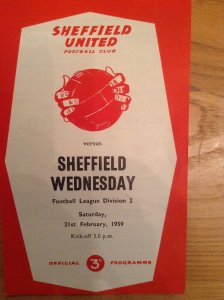 SHEFFIELD
UNITED
FOOTBALL CLUB
versus
SHEFFIELD
WEDNESDAY
Football League Division 2
Saturday,
21st February, 1959
Kick-off 3.0 p.m.
OFFICIAL 3D PROGRAMME